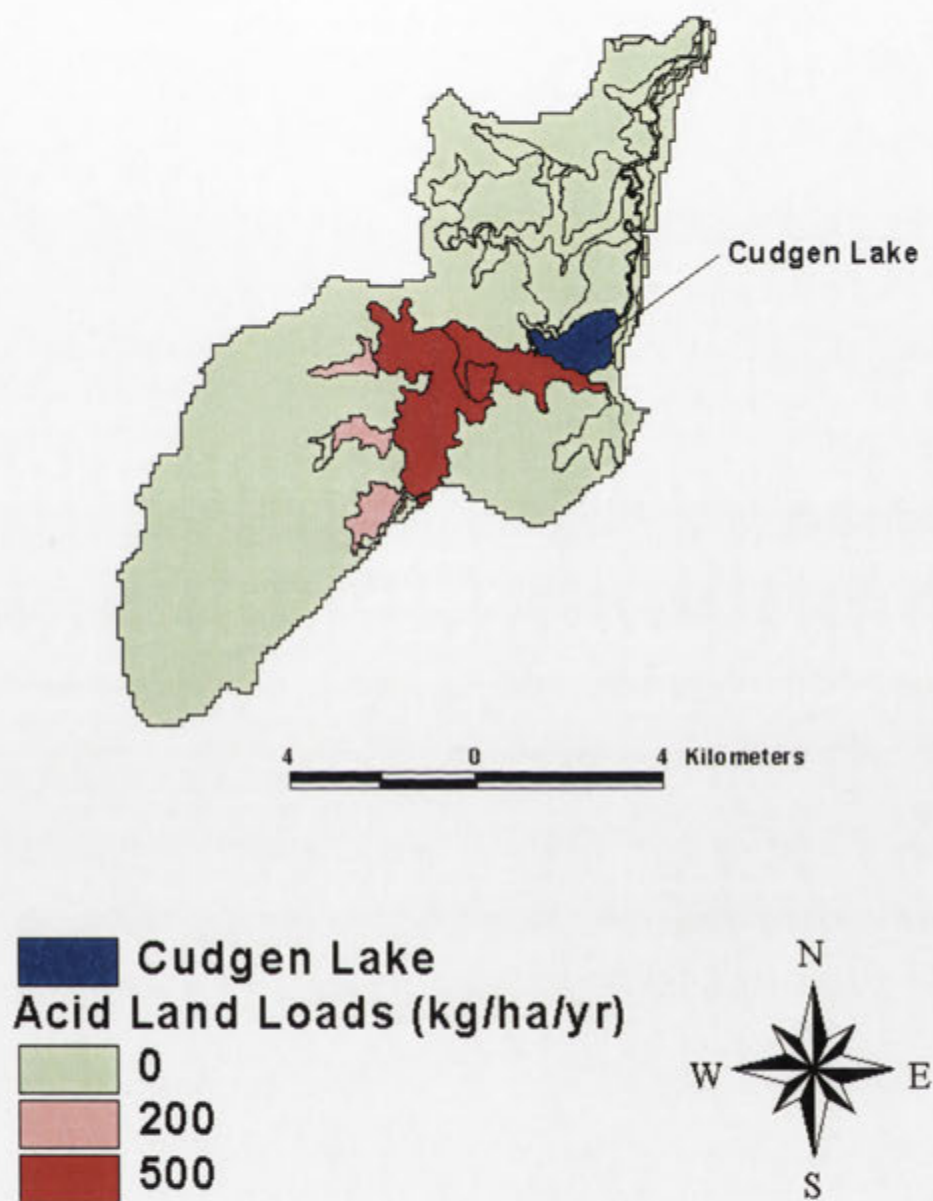 Cudgen Lake
4 0 4 Kilometers
Cudgen Lake
Acid Land Loads (kg/ha/yr)
0
200
500
N
W E
S